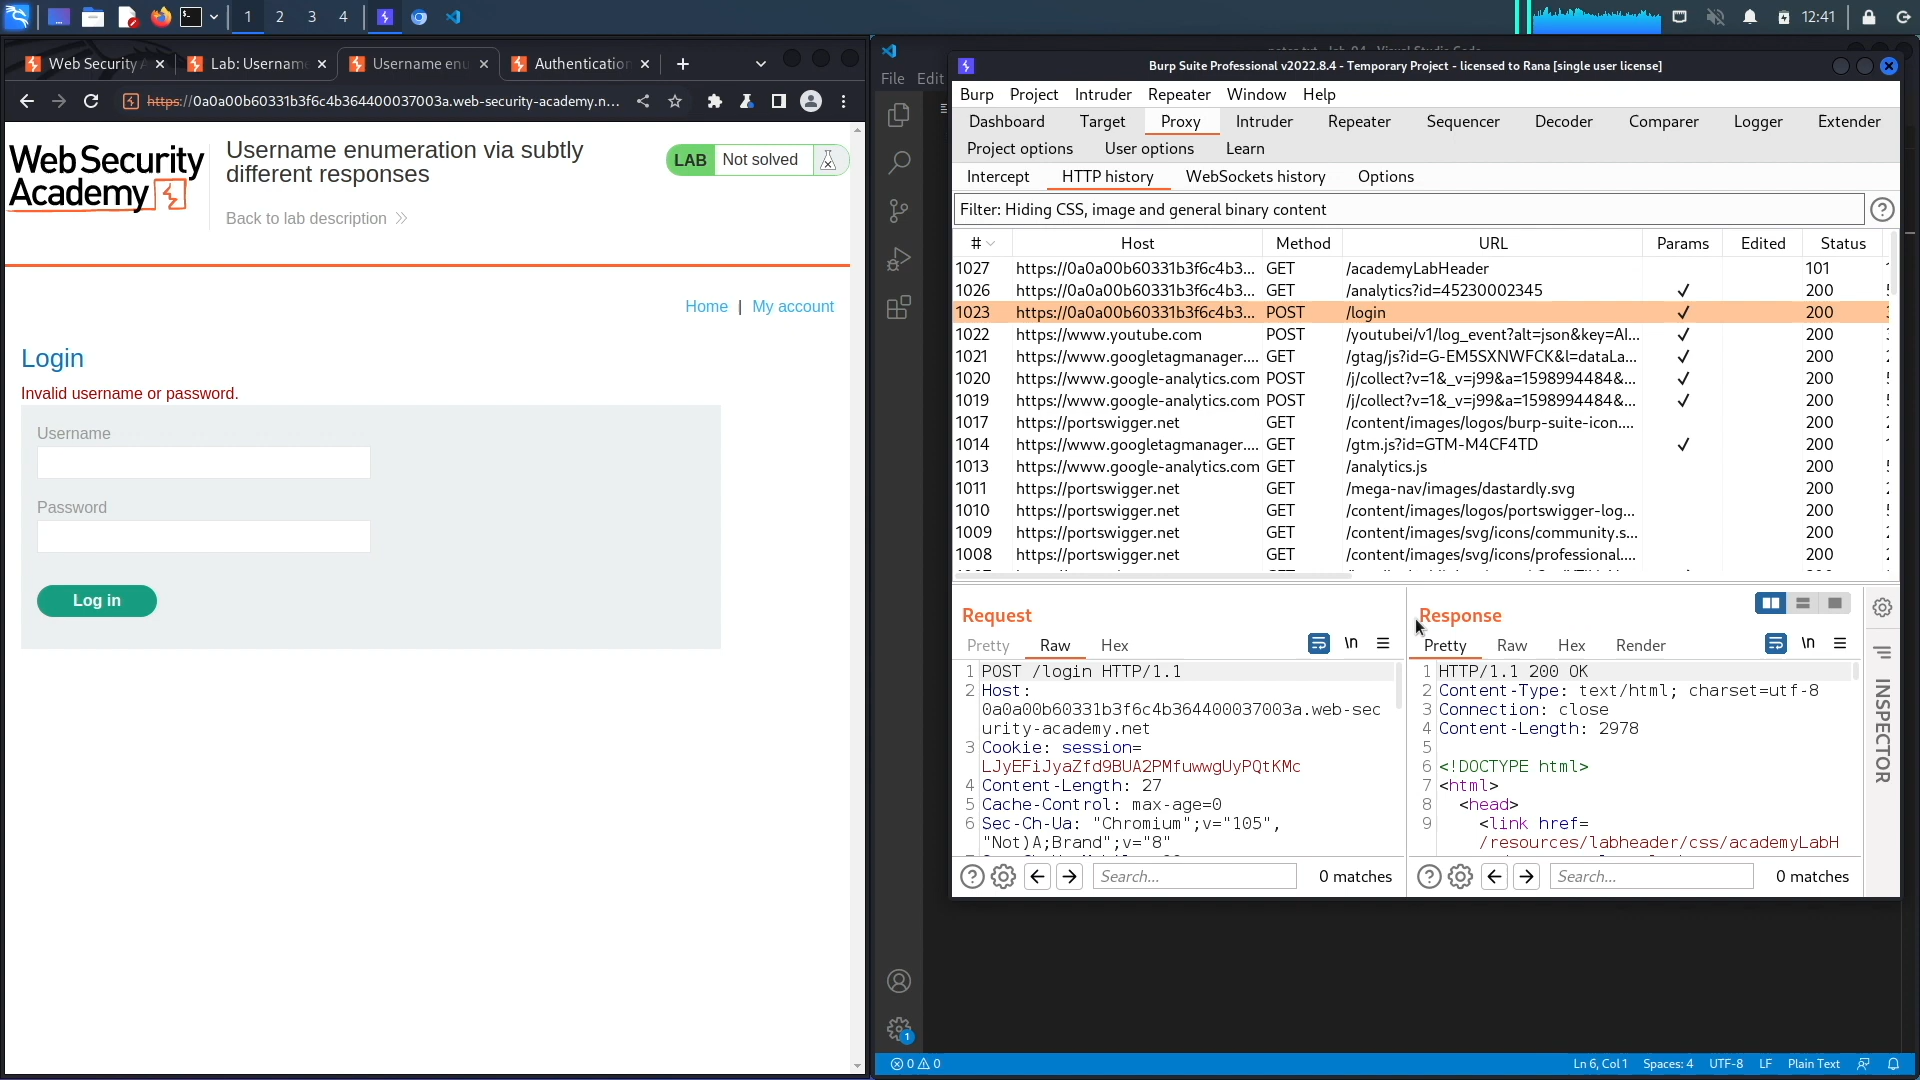 1
2
3
4
12:41
Web Security A
Lab: Username
Username enu
Authentication
https://0a0a00b60331b3f6c4b364400037003a.web-security-academy.n...
WebSecurity
Academy
Username enumeration via subtly
different responses
LAB
Not solved
Back to lab description
Home | My account
Login
Invalid username or password.
Username
Password
Log in
File Edit
Burp Suite Professional v2022.8.4 - Temporary Project - licensed to Rana [single user license]
Burp Project Intruder Repeater Window Help
Dashboard Target Proxy Intruder Repeater Sequencer Decoder Comparer Logger Extender
Project options User options Learn
Intercept HTTP history WebSockets history Options
Filter: Hiding CSS, image and general binary content
# Host Method URL Params Edited Status
1027 https://0a0a00b60331b3f6c4b3... GET /academyLabHeader 101
1026 https://0a0a00b60331b3f6c4b3... GET /analytics?id=45230002345 ✓ 200
1023 https://0a0a00b60331b3f6c4b3... POST /login ✓ 200
1022 https://www.youtube.com POST /youtubei/v1/log_event?alt=json&key=AI... ✓ 200
1021 https://www.googletagmanager.... GET /gtag/js?id=G-EM5SXNWFCK&l=dataLa... ✓ 200
1020 https://www.google-analytics.com POST /j/collect?v=1&_v=j99&a=1598994484&... ✓ 200
1019 https://www.google-analytics.com POST /j/collect?v=1&_v=j99&a=1598994484&... ✓ 200
1017 https://portswigger.net GET /content/images/logos/burp-suite-icon.... 200
1014 https://www.googletagmanager.... GET /gtm.js?id=GTM-M4CF4TD ✓ 200
1013 https://www.google-analytics.com GET /analytics.js 200
1011 https://portswigger.net GET /mega-nav/images/dastardly.svg 200
1010 https://portswigger.net GET /content/images/logos/portswigger-log... 200
1009 https://portswigger.net GET /content/images/svg/icons/community.s... 200
1008 https://portswigger.net GET /content/images/svg/icons/professional.... 200
Request
Pretty Raw Hex \n
1 POST /login HTTP/1.1
2 Host:
0a0a00b60331b3f6c4b364400037003a.web-sec
urity-academy.net
3 Cookie: session=
LJyEFiJyaZfd9BUA2PMfuwwgUyPQtKMc
4 Content-Length: 27
5 Cache-Control: max-age=0
6 Sec-Ch-Ua: "Chromium";v="105",
"Not)A;Brand";v="8"
Search...
0 matches
Response
Pretty Raw Hex Render \n
1 HTTP/1.1 200 OK
2 Content-Type: text/html; charset=utf-8
3 Connection: close
4 Content-Length: 2978
5
6 <!DOCTYPE html>
7 <html>
8 <head>
9 <link href=
/resources/labheader/css/academyLabH
Search...
0 matches
INSPECTOR
1
0 0
Ln 6, Col 1 Spaces: 4 UTF-8 LF Plain Text